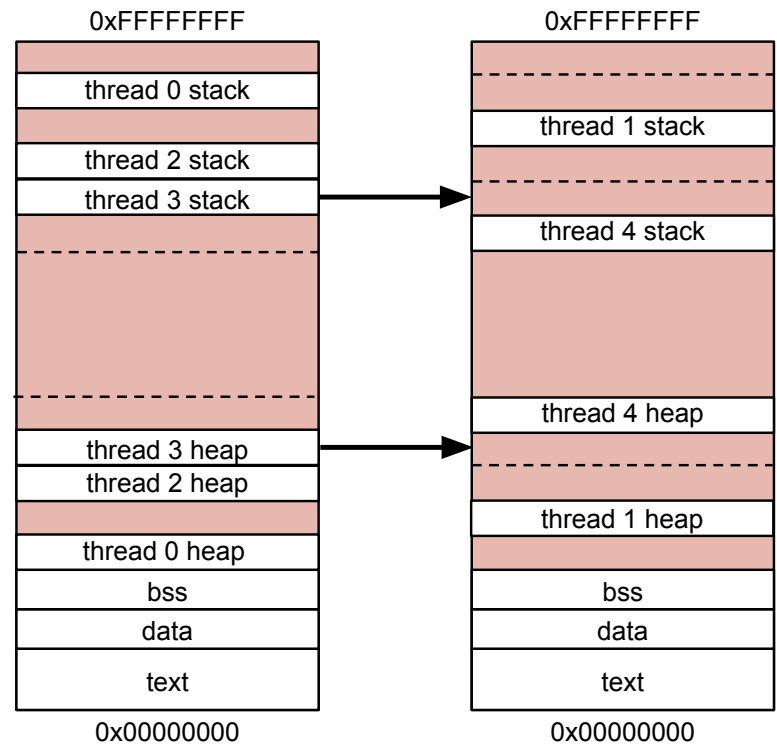 0xFFFFFFFF
thread 0 stack
thread 2 stack
thread 3 stack
thread 3 heap
thread 2 heap
thread 0 heap
bss
data
text
0x00000000
0xFFFFFFFF
thread 1 stack
thread 4 stack
thread 4 heap
thread 1 heap
bss
data
text
0x00000000